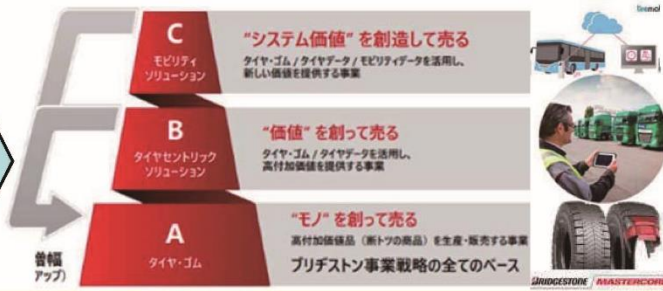 C
モビリティ
ソリューション
"システム価値" を創造して売る
タイヤ・ゴム / タイヤデータ / モビリティデータを活用し、
新しい価値を提供する事業
B
タイヤセントリック
ソリューション
"価値" を創って売る
タイヤ・ゴム / タイヤデータを活用し、
高付加価値を提供する事業
A
タイヤ・ゴム
"モノ" を創って売る
高付加価値品（断トツの商品）を生産・販売する事業
ブリヂストン事業戦略の全てのベース
曽幅
アップ)
BRIDGESTONE MASTERCORE